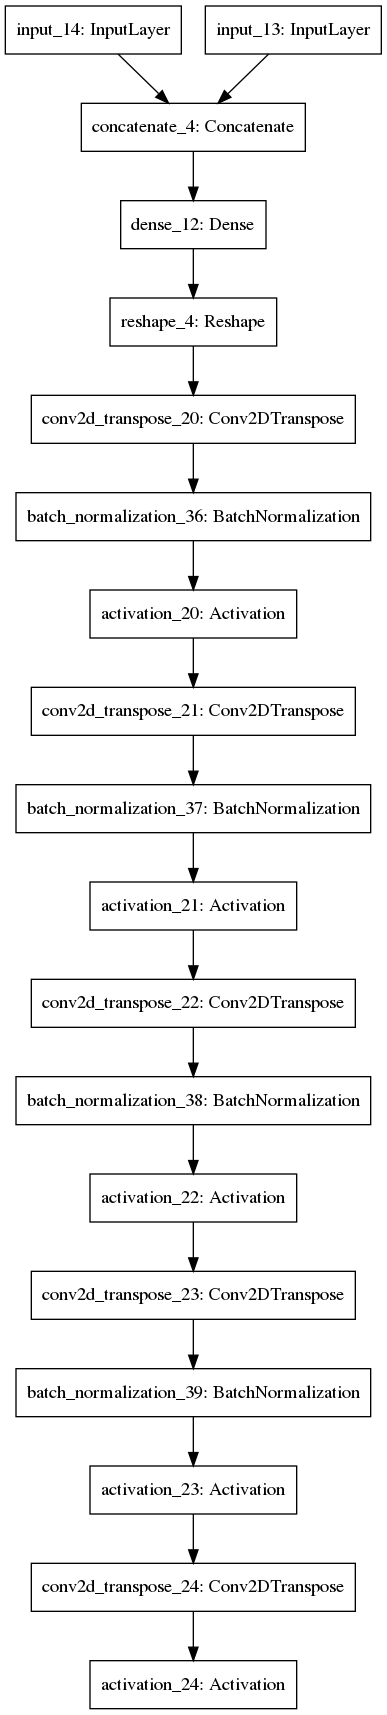 input_14: InputLayer
input_13: InputLayer
concatenate_4: Concatenate
dense_12: Dense
reshape_4: Reshape
conv2d_transpose_20: Conv2DTranspose
batch_normalization_36: BatchNormalization
activation_20: Activation
conv2d_transpose_21: Conv2DTranspose
batch_normalization_37: BatchNormalization
activation_21: Activation
conv2d_transpose_22: Conv2DTranspose
batch_normalization_38: BatchNormalization
activation_22: Activation
conv2d_transpose_23: Conv2DTranspose
batch_normalization_39: BatchNormalization
activation_23: Activation
conv2d_transpose_24: Conv2DTranspose
activation_24: Activation